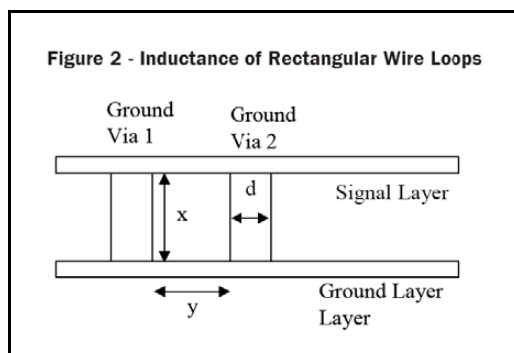 Figure 2 - Inductance of Rectangular Wire Loops
Ground
Via 1
Ground
Via 2
d
Signal Layer
x
Ground Layer
Layer
y